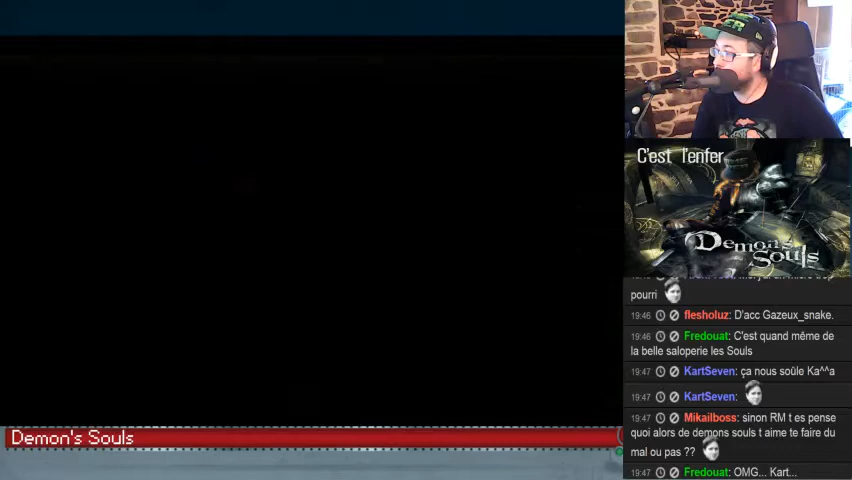 C'est l'enfer
Demon's
Souls
pourri
19:46 flesholuz: D'acc Gazeux_snake.
19:46 Fredouat: C'est quand même de
la belle saloperie les Souls
19:47 KartSeven: ça nous soûle Ka^^a
19:47 KartSeven:
19:47 Mikailboss: sinon RM t es pense
quoi alors de demons souls t aime te faire du
mal ou pas ??
19:47 Fredouat: OMG... Kart...
Demon's Souls